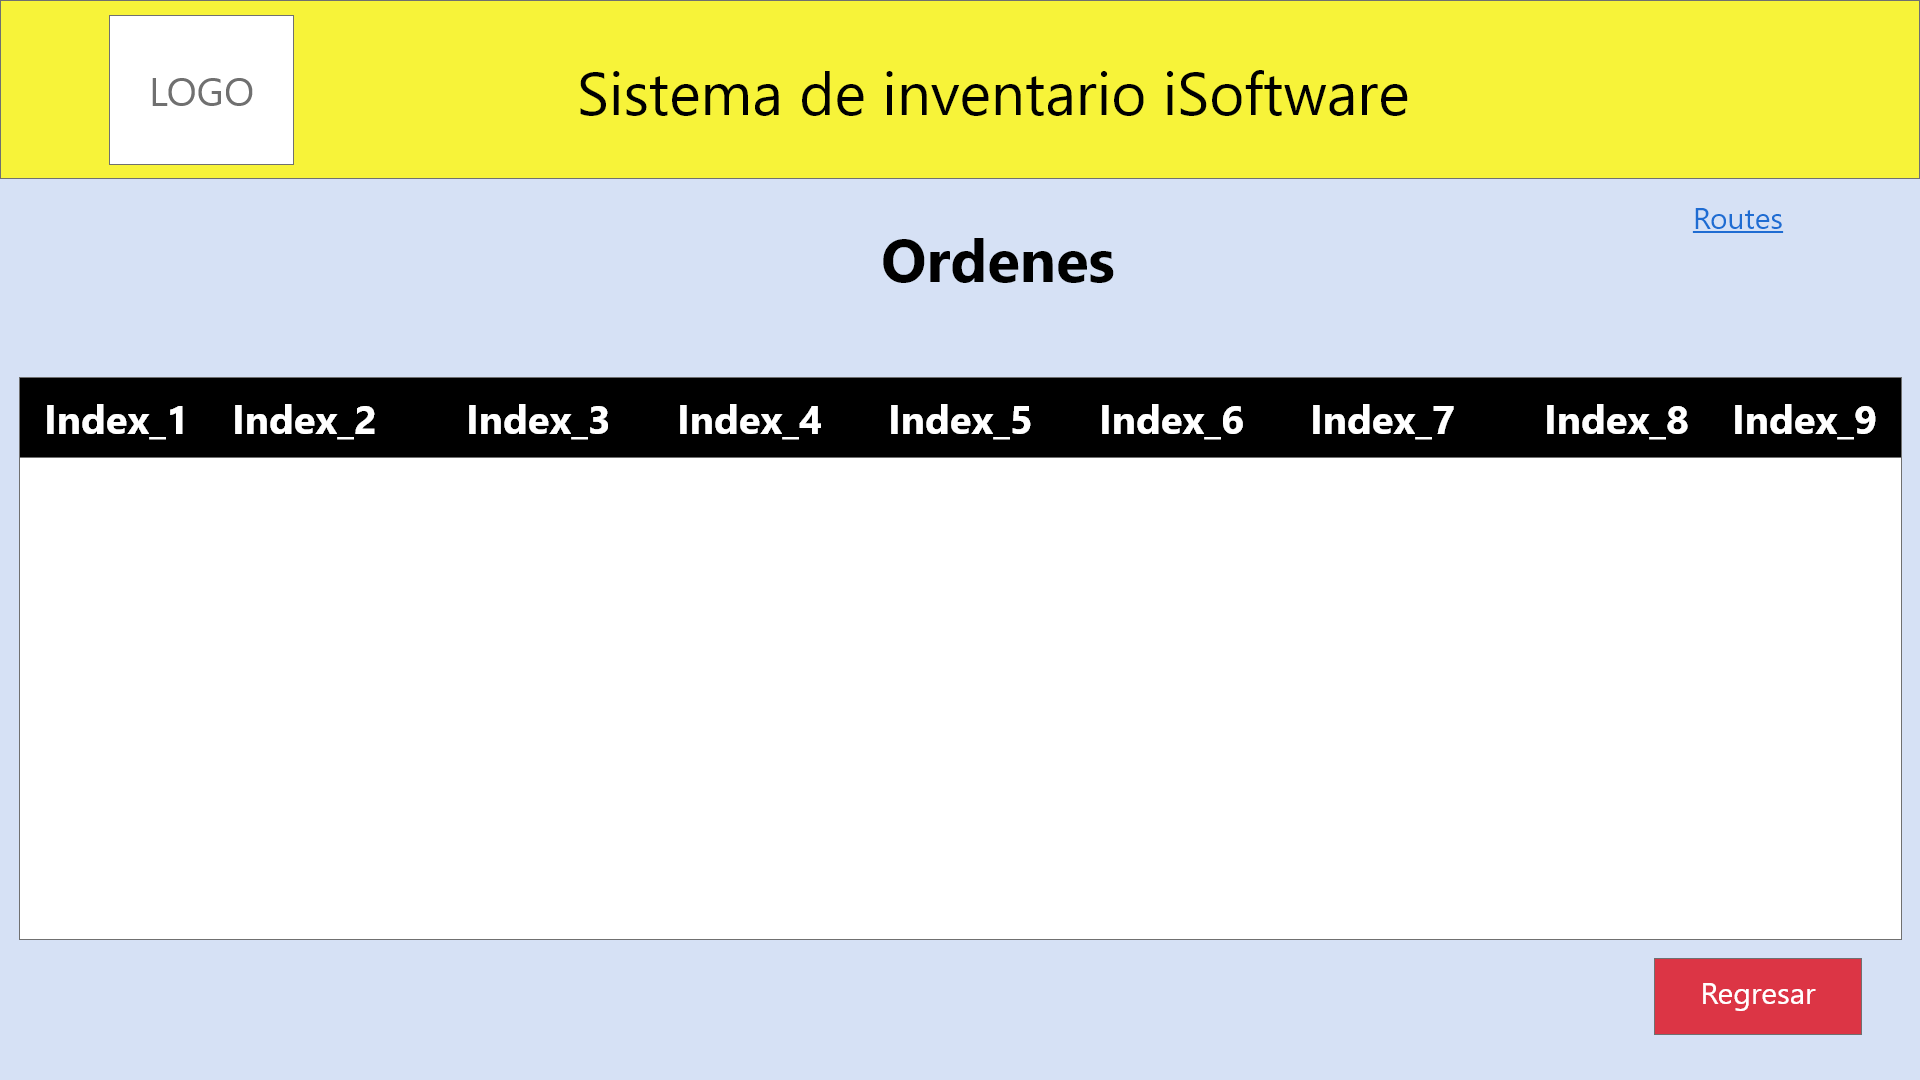 LOGO
Sistema de inventario iSoftware
Routes
Ordenes
Index_1 Index_2 Index_3 Index_4 Index_5 Index_6 Index_7 Index_8 Index_9
Regresar